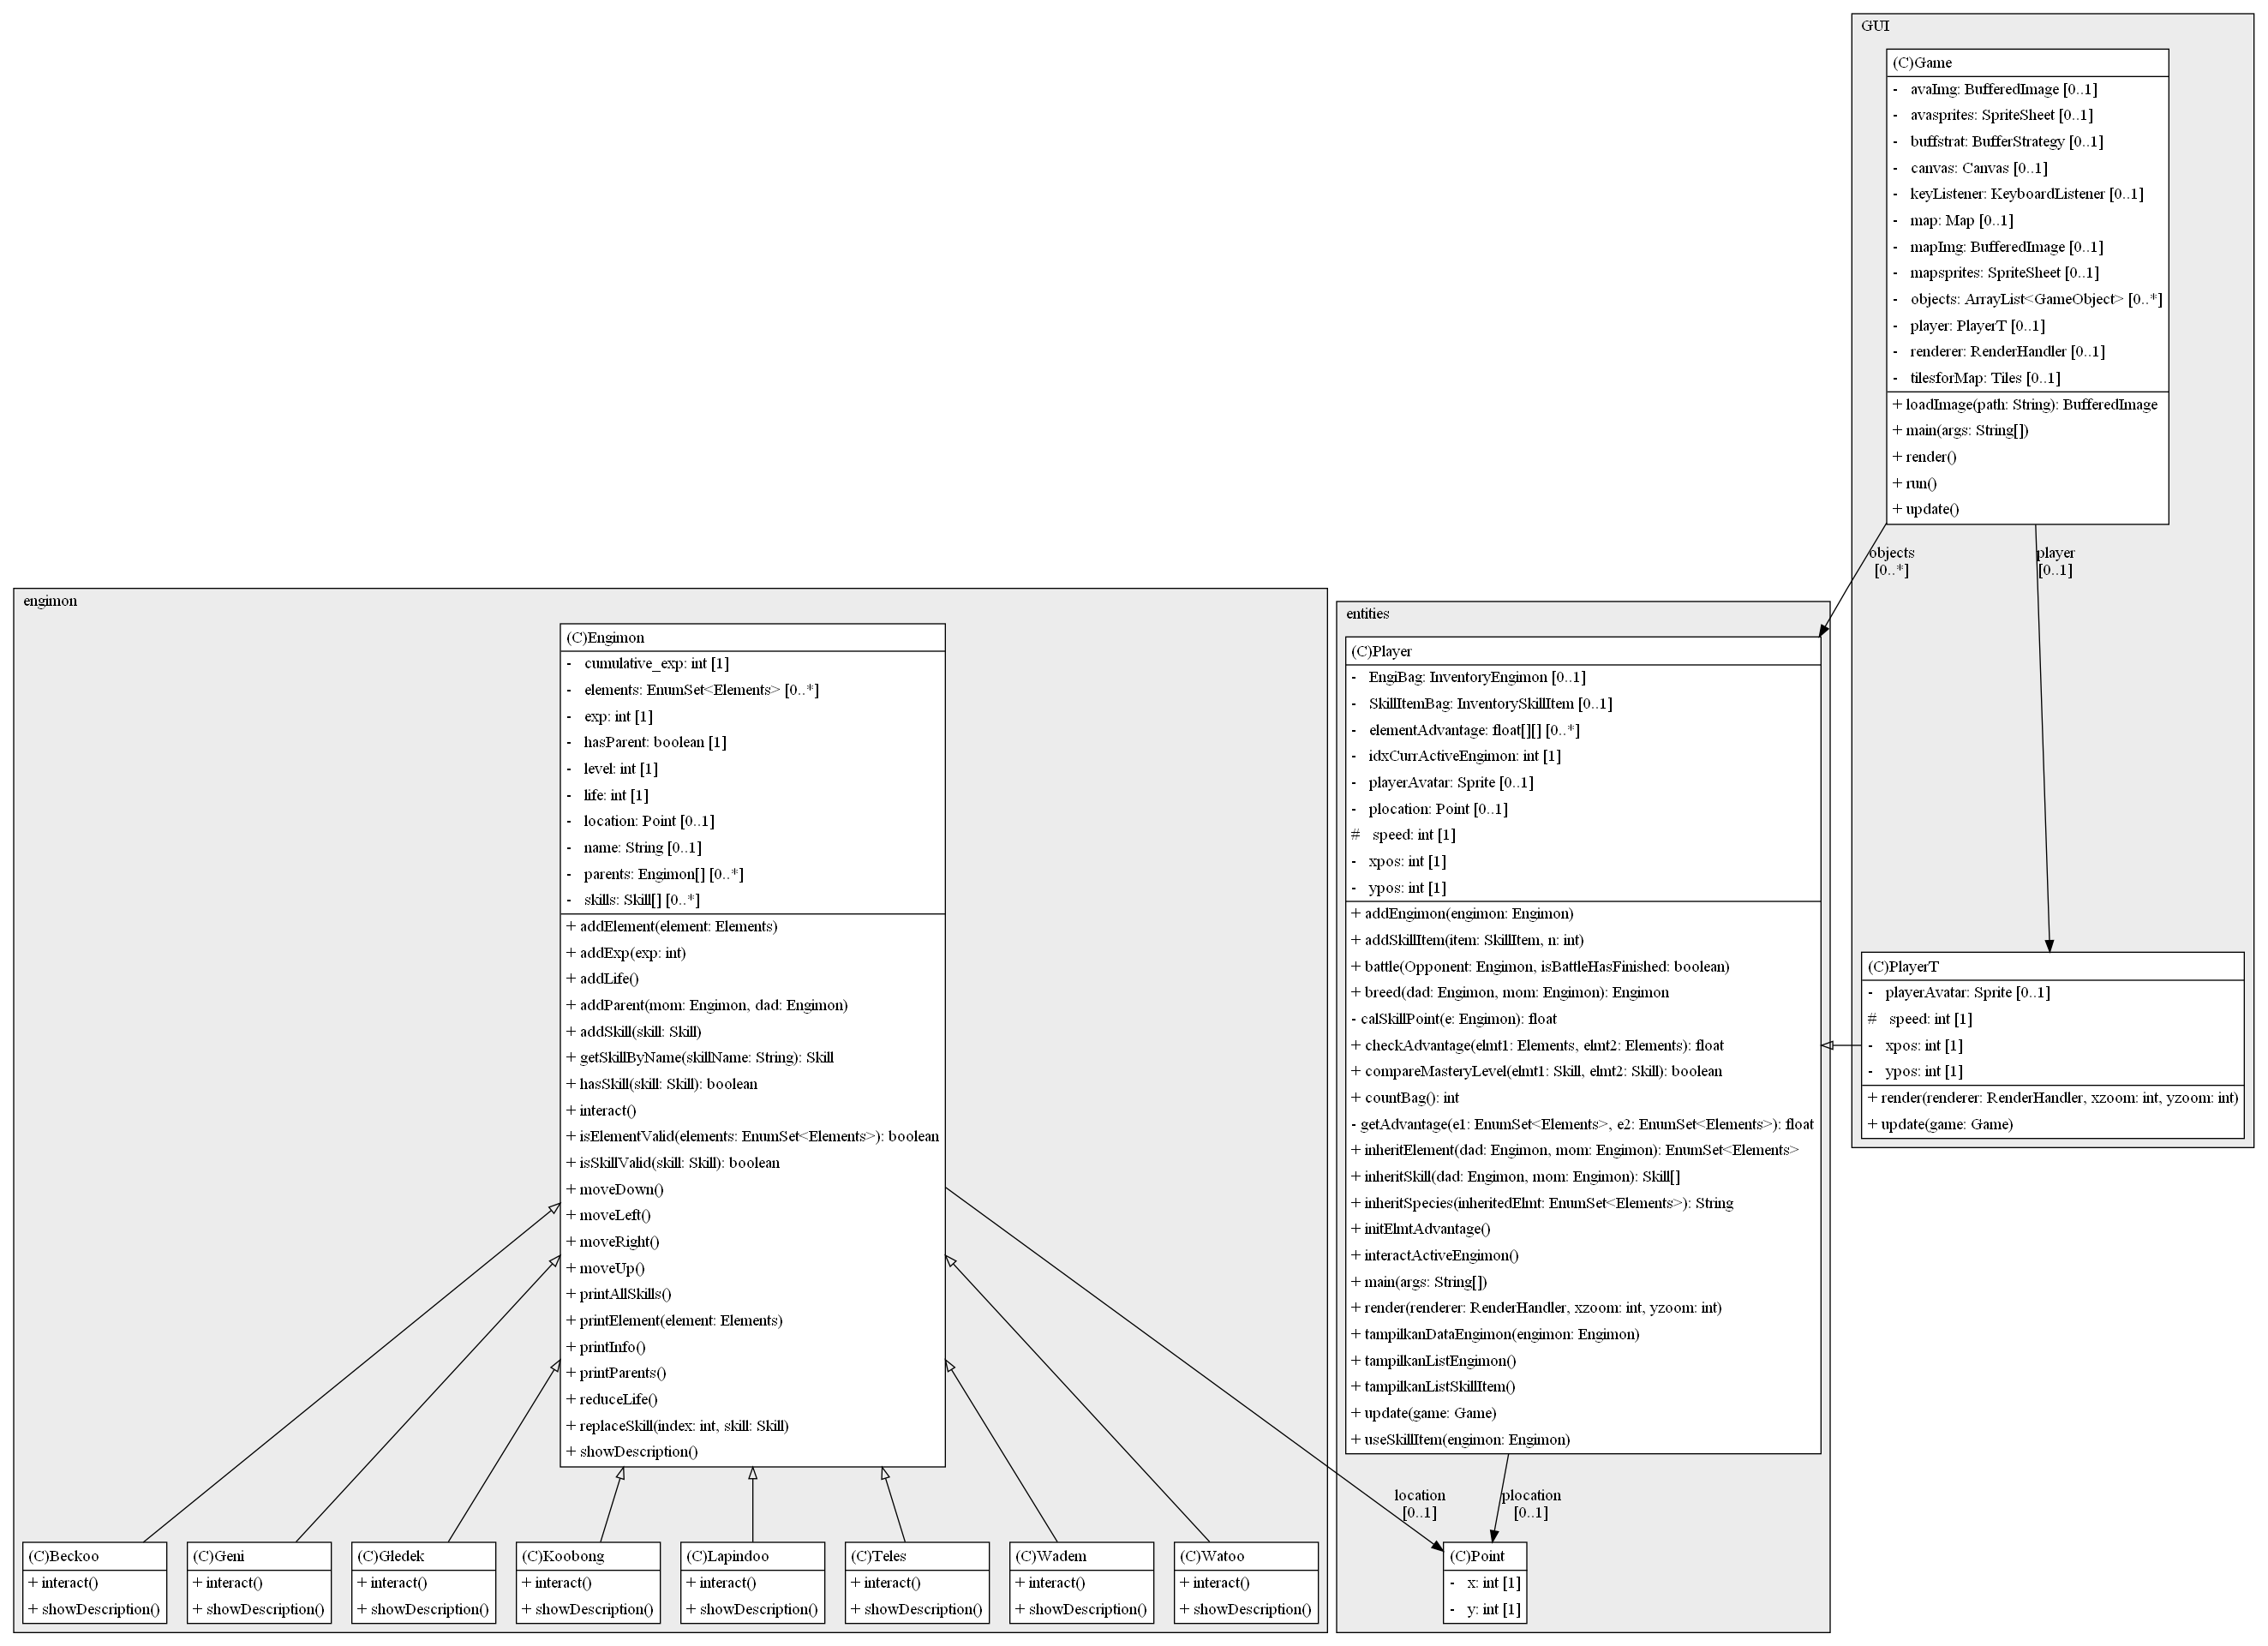 GUI
(C)Game
- avaImg: BufferedImage [0..1]
- avasprites: SpriteSheet [0..1]
- buffstrat: BufferStrategy [0..1]
- canvas: Canvas [0..1]
- keyListener: KeyboardListener [0..1]
- map: Map [0..1]
- mapImg: BufferedImage [0..1]
- mapsprites: SpriteSheet [0..1]
- objects: ArrayList<GameObject> [0..*]
- player: PlayerT [0..1]
- renderer: RenderHandler [0..1]
- tilesforMap: Tiles [0..1]
+ loadImage(path: String): BufferedImage
+ main(args: String[])
+ render()
+ run()
+ update()
objects
[0..*]
player
[0..1]
engimon
(C)Engimon
- cumulative_exp: int [1]
- elements: EnumSet<Elements> [0..*]
- exp: int [1]
- hasParent: boolean [1]
- level: int [1]
- life: int [1]
- location: Point [0..1]
- name: String [0..1]
- parents: Engimon[] [0..*]
- skills: Skill[] [0..*]
+ addElement(element: Elements)
+ addExp(exp: int)
+ addLife()
+ addParent(mom: Engimon, dad: Engimon)
+ addSkill(skill: Skill)
+ getSkillByName(skillName: String): Skill
+ hasSkill(skill: Skill): boolean
+ interact()
+ isElementValid(elements: EnumSet<Elements>): boolean
+ isSkillValid(skill: Skill): boolean
+ moveDown()
+ moveLeft()
+ moveRight()
+ moveUp()
+ printAllSkills()
+ printElement(element: Elements)
+ printInfo()
+ printParents()
+ reduceLife()
+ replaceSkill(index: int, skill: Skill)
+ showDescription()
entities
(C)Player
- EngiBag: InventoryEngimon [0..1]
- SkillItemBag: InventorySkillItem [0..1]
- elementAdvantage: float[][] [0..*]
- idxCurrActiveEngimon: int [1]
- playerAvatar: Sprite [0..1]
- plocation: Point [0..1]
# speed: int [1]
- xpos: int [1]
- ypos: int [1]
+ addEngimon(engimon: Engimon)
+ addSkillItem(item: SkillItem, n: int)
+ battle(Opponent: Engimon, isBattleHasFinished: boolean)
+ breed(dad: Engimon, mom: Engimon): Engimon
- calSkillPoint(e: Engimon): float
+ checkAdvantage(elmt1: Elements, elmt2: Elements): float
+ compareMasteryLevel(elmt1: Skill, elmt2: Skill): boolean
+ countBag(): int
- getAdvantage(e1: EnumSet<Elements>, e2: EnumSet<Elements>): float
+ inheritElement(dad: Engimon, mom: Engimon): EnumSet<Elements>
+ inheritSkill(dad: Engimon, mom: Engimon): Skill[]
+ inheritSpecies(inheritedElmt: EnumSet<Elements>): String
+ initElmtAdvantage()
+ interactActiveEngimon()
+ main(args: String[])
+ render(renderer: RenderHandler, xzoom: int, yzoom: int)
+ tampilkanDataEngimon(engimon: Engimon)
+ tampilkanListEngimon()
+ tampilkanListSkillItem()
+ update(game: Game)
+ useSkillItem(engimon: Engimon)
(C)PlayerT
- playerAvatar: Sprite [0..1]
# speed: int [1]
- xpos: int [1]
- ypos: int [1]
+ render(renderer: RenderHandler, xzoom: int, yzoom: int)
+ update(game: Game)
location
[0..1]
plocation
[0..1]
(C)Beckoo
+ interact()
+ showDescription()
(C)Geni
+ interact()
+ showDescription()
(C)Gledek
+ interact()
+ showDescription()
(C)Koobong
+ interact()
+ showDescription()
(C)Lapindoo
+ interact()
+ showDescription()
(C)Teles
+ interact()
+ showDescription()
(C)Wadem
+ interact()
+ showDescription()
(C)Watoo
+ interact()
+ showDescription()
(C)Point
- x: int [1]
- y: int [1]